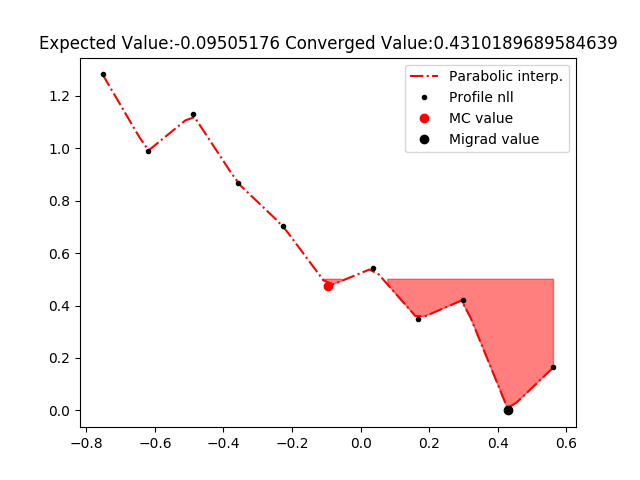 Expected Value:-0.09505176 Converged Value:0.4310189689584639
Parabolic interp.
Profile nll
MC value
Migrad value
1.2
1.0
0.8
0.6
0.4
0.2
0.0
−0.8 −0.6 −0.4 −0.2 0.0 0.2 0.4 0.6